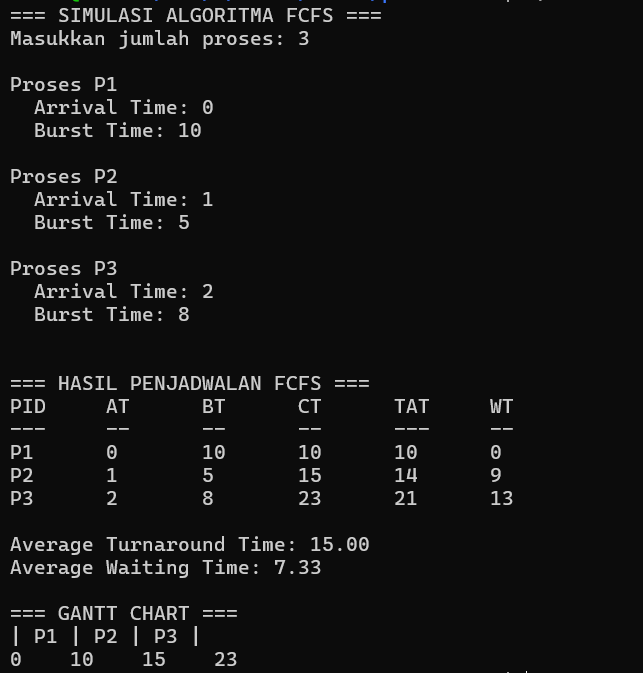 === SIMULASI ALGORITMA FCFS ===
Masukkan jumlah proses: 3
Proses P1
  Arrival Time: 0
  Burst Time: 10
Proses P2
  Arrival Time: 1
  Burst Time: 5
Proses P3
  Arrival Time: 2
  Burst Time: 8
=== HASIL PENJADWALAN FCFS ===
PID     AT      BT      CT      TAT     WT
---     --      --      --      ---     --
P1      0       10      10      10      0
P2      1       5       15      14      9
P3      2       8       23      21      13
Average Turnaround Time: 15.00
Average Waiting Time: 7.33
=== GANTT CHART ===
| P1 | P2 | P3 |
0    10    15    23